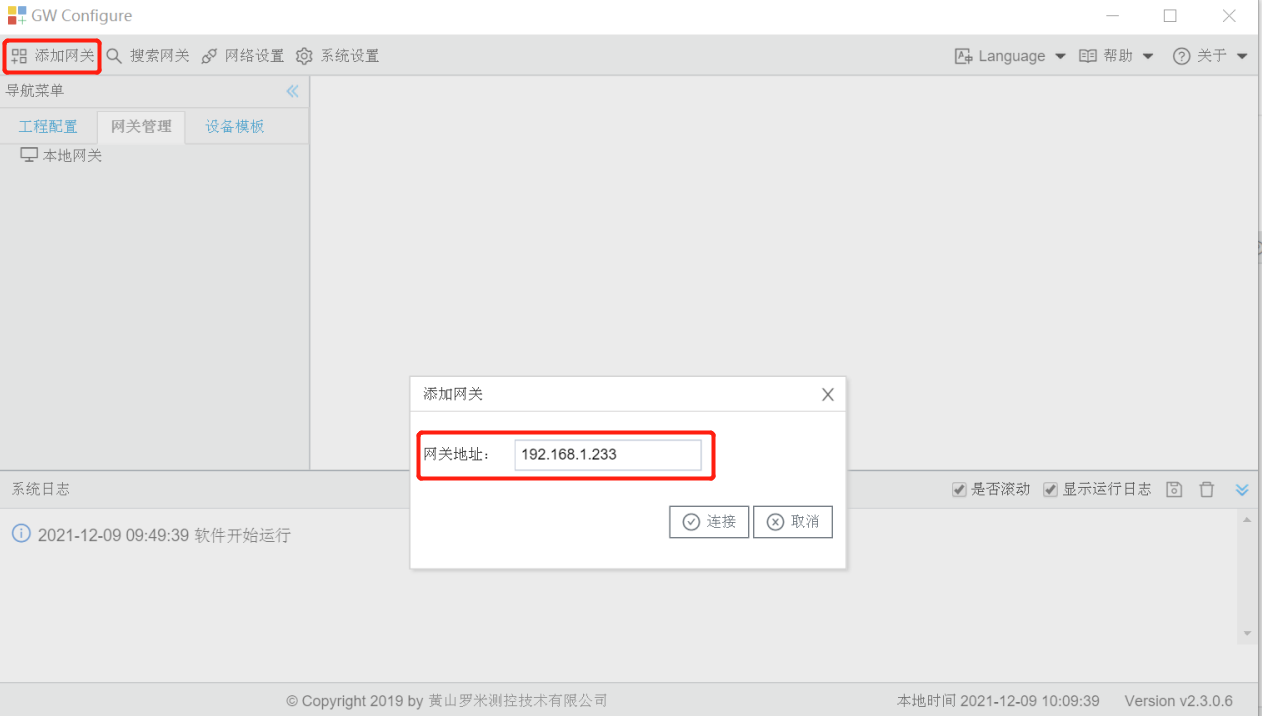 GW Configure
添加网关 搜索网关 网络设置 系统设置 Language 帮助 关于
导航菜单
工程配置 网关管理 设备模板
本地网关
添加网关
网关地址： 192.168.1.233
连接 取消
系统日志 是否滚动 显示运行日志
2021-12-09 09:49:39 软件开始运行
© Copyright 2019 by 黄山罗米测控技术有限公司 本地时间 2021-12-09 10:09:39 Version v2.3.0.6